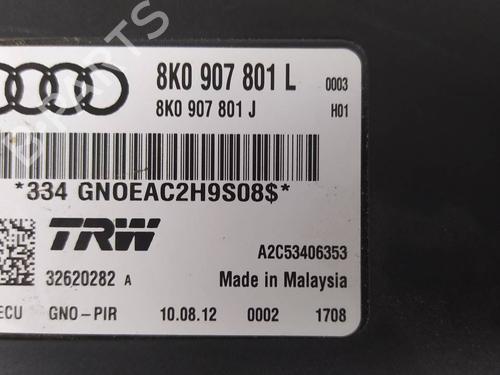 8K0 907 801 L 0003
8K0 907 801 J H01
*334 GNOEAC2H9S08$*
TRW
A2C53406353
32620282 A Made in Malaysia
ECU GNO-PIR 10.08.12 0002 1708